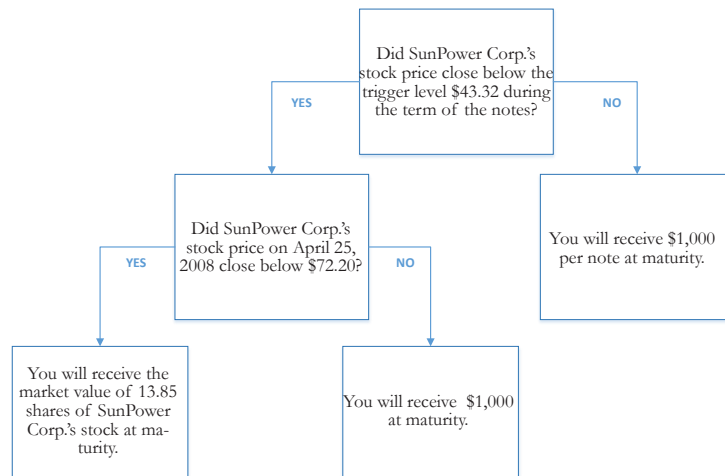 Did SunPower Corp.'s
stock price close below the
trigger level $43.32 during
the term of the notes?
YES
NO
Did SunPower Corp.'s
stock price on April 25,
2008 close below $72.20?
You will receive $1,000
per note at maturity.
YES
NO
You will receive the
market value of 13.85
shares of SunPower
Corp.'s stock at ma-
turity.
You will receive $1,000
at maturity.